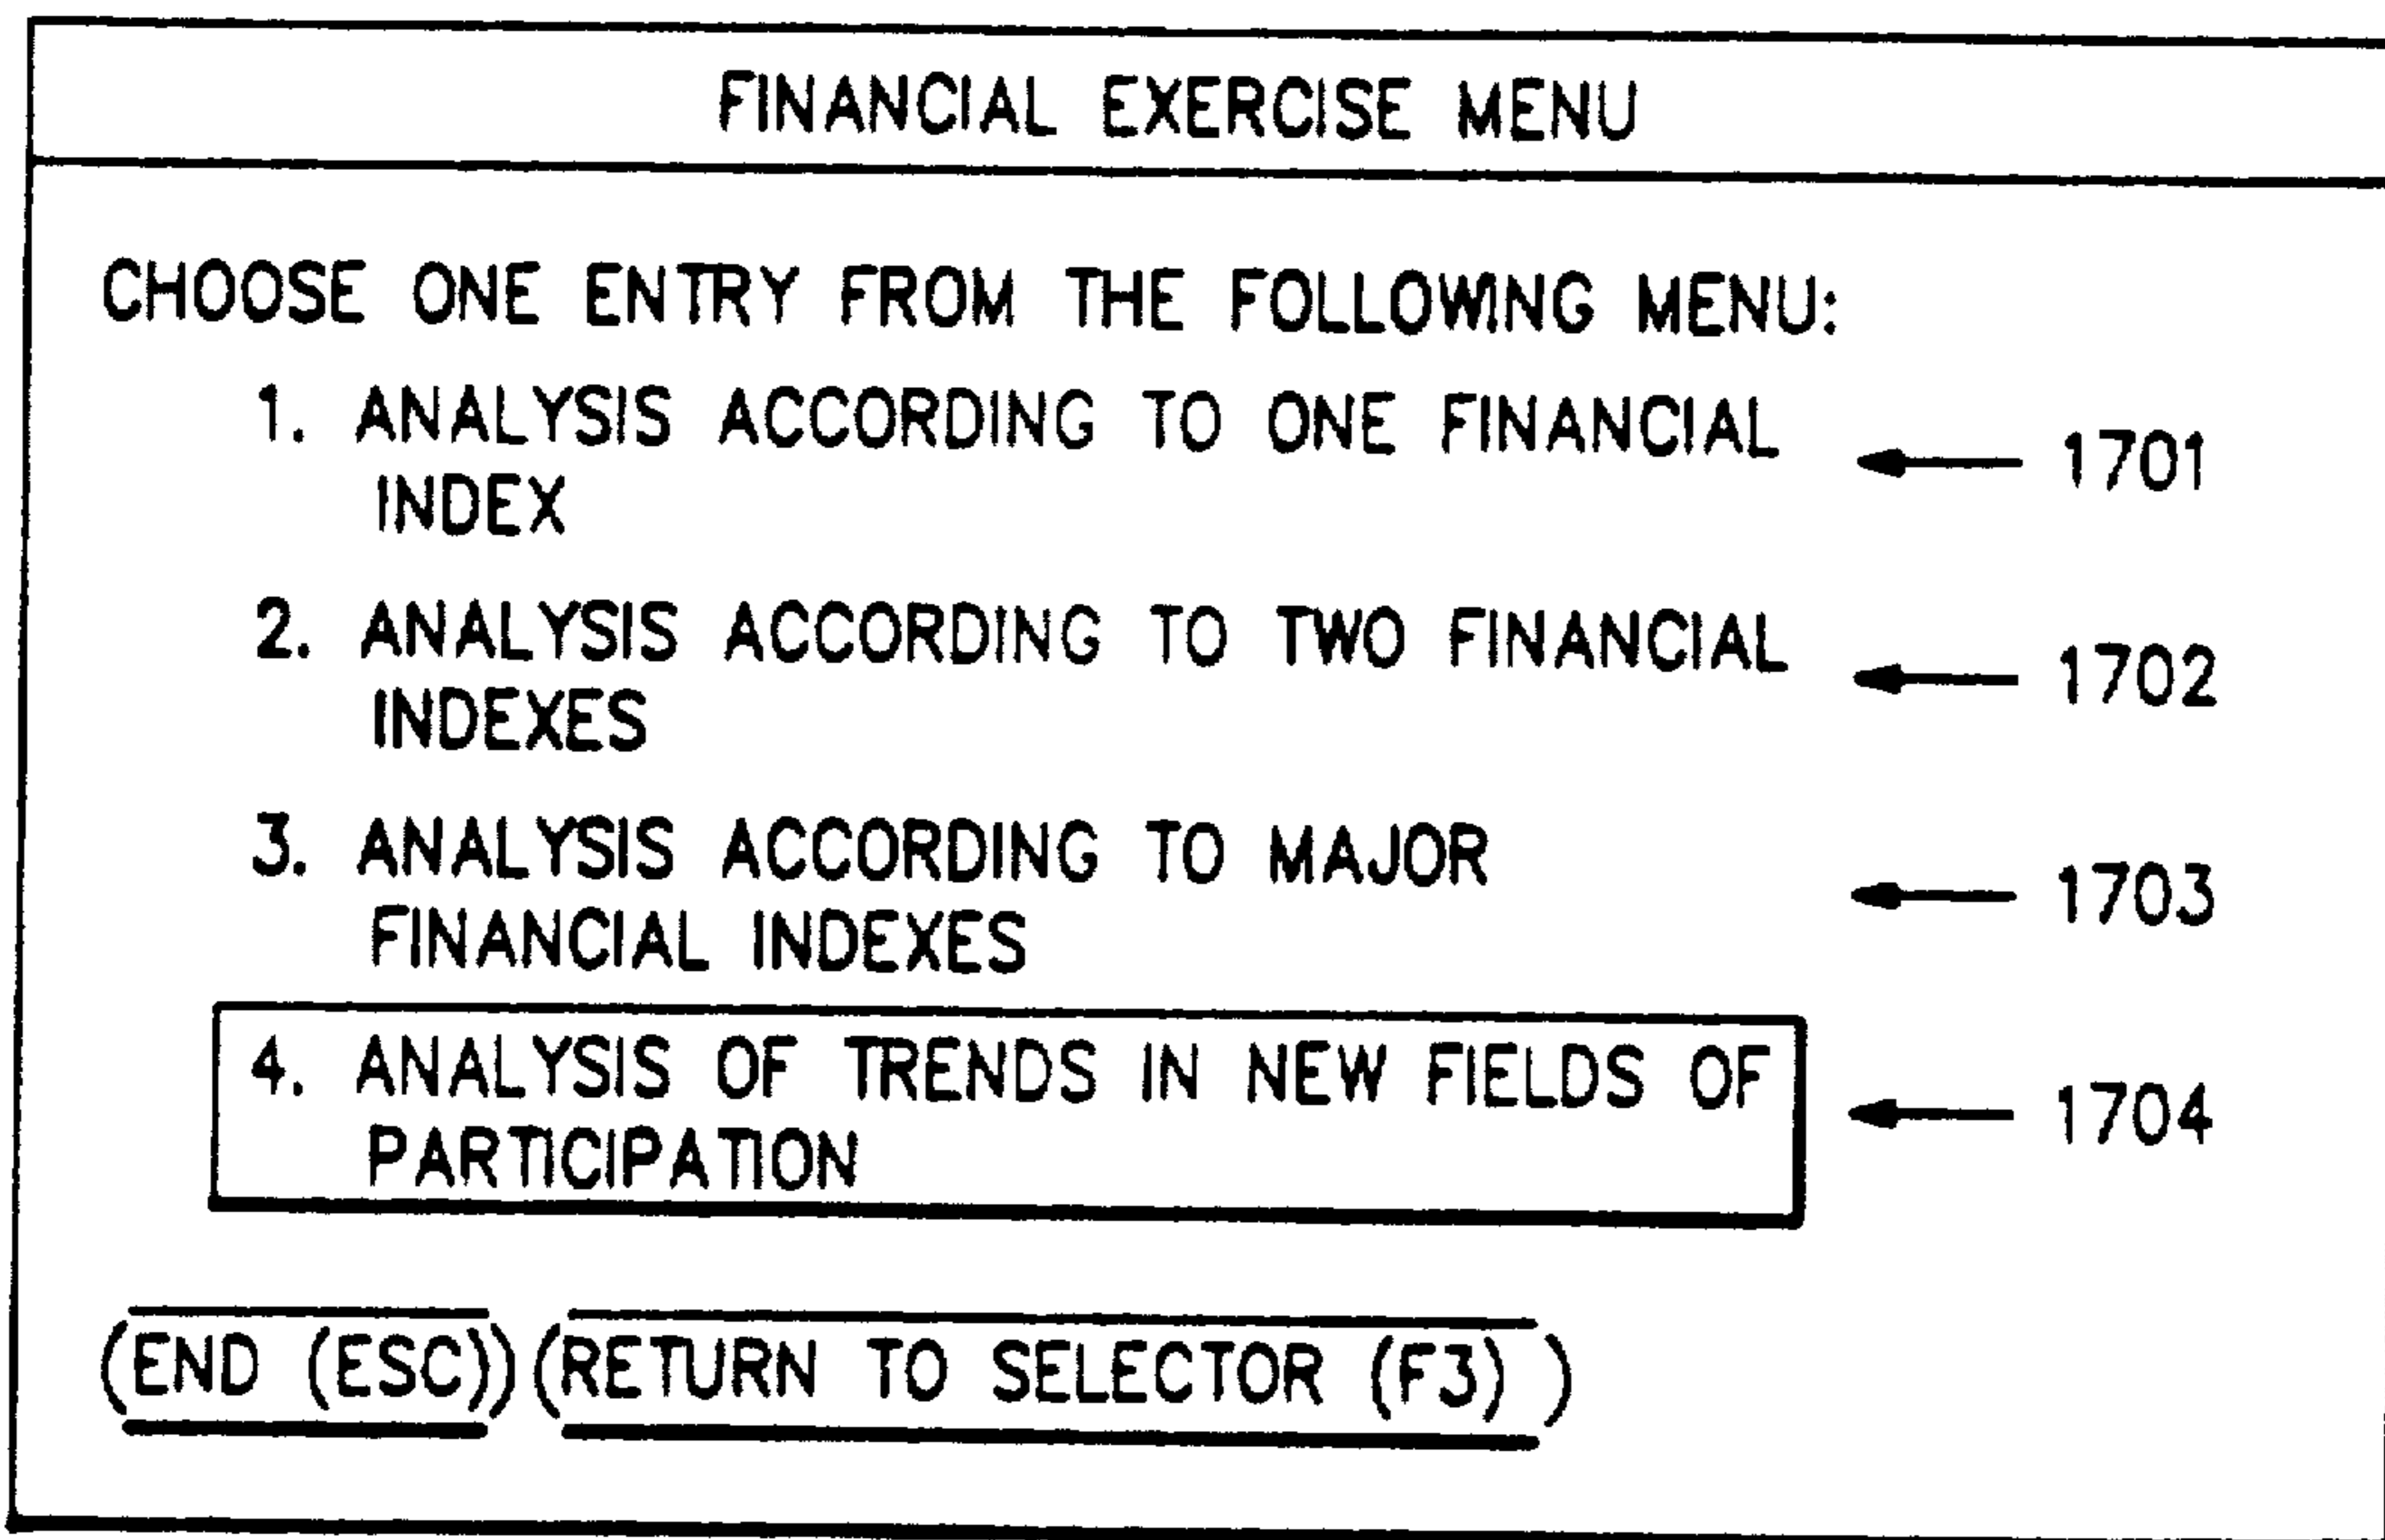 FINANCIAL EXERCISE MENU
CHOOSE ONE ENTRY FROM THE FOLLOWING MENU:
1. ANALYSIS ACCORDING TO ONE FINANCIAL
INDEX
1701
2. ANALYSIS ACCORDING TO TWO FINANCIAL
INDEXES
1702
3. ANALYSIS ACCORDING TO MAJOR
FINANCIAL INDEXES
1703
4. ANALYSIS OF TRENDS IN NEW FIELDS OF
PARTICIPATION
1704
(END (ESC)) (RETURN TO SELECTOR (F3) )